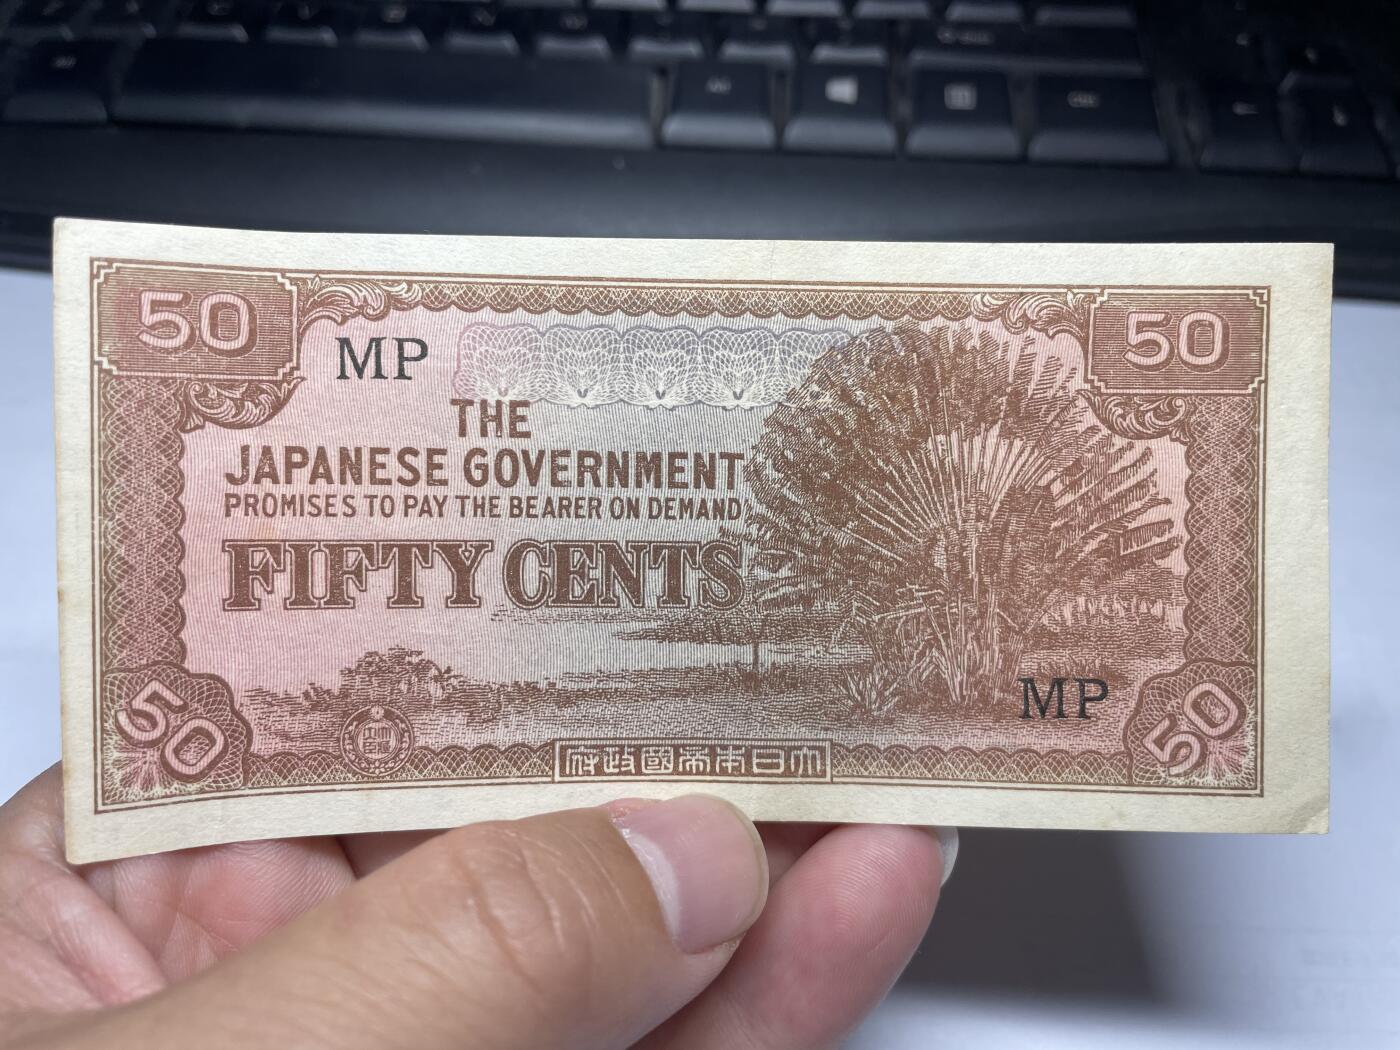 50 50
MP
THE
JAPANESE GOVERNMENT
PROMISES TO PAY THE BEARER ON DEMAND
FIFTY CENTS
MP
50 50
大日本帝國政府